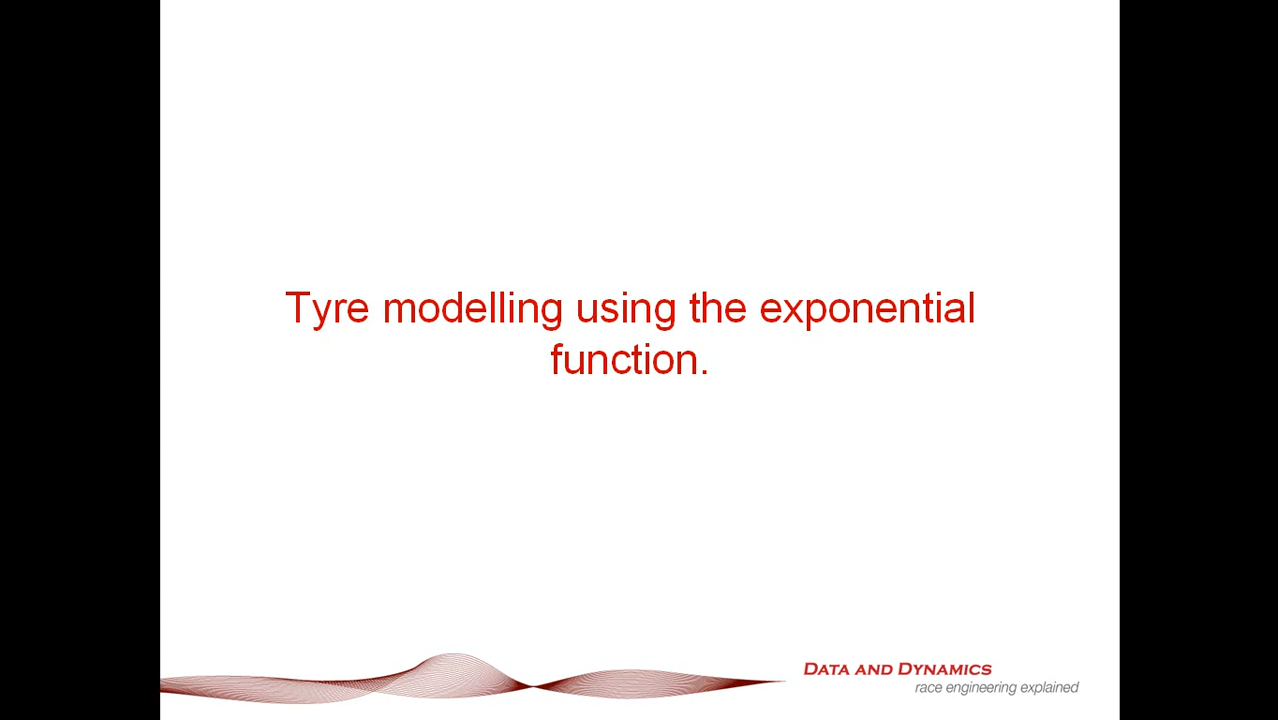 Tyre modelling using the exponential
function.
DATA AND DYNAMICS
race engineering explained